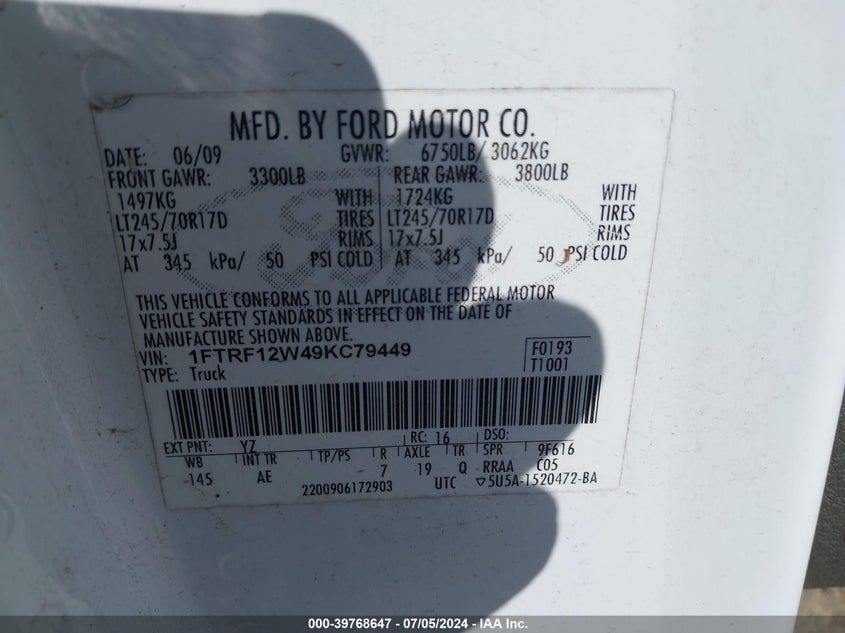 MFD. BY FORD MOTOR CO.
DATE: 06/09 GVWR: 6750LB/ 3062KG
FRONT GAWR: 3300LB REAR GAWR: 3800LB
1497KG WITH 1724KG WITH
LT245/70R17D TIRES LT245/70R17D TIRES
17x7.5J RIMS 17x7.5J RIMS
AT 345 kPa/ 50 PSI COLD AT 345 kPa/ 50 PSI COLD
THIS VEHICLE CONFORMS TO ALL APPLICABLE FEDERAL MOTOR
VEHICLE SAFETY STANDARDS IN EFFECT ON THE DATE OF
MANUFACTURE SHOWN ABOVE.
VIN: 1FTRF12W49KC79449 F0193
TYPE: Truck T1001
EXT PNT: YZ RC: 16 DSO:
WB INT TR TP/PS R AXLE TR SPR 9F616
145 AE 7 19 Q RRAA C05
2200906172903 UTC ▽5U5A-1520472-BA
000-39768647 / 07/05/2024 - IAA Inc.